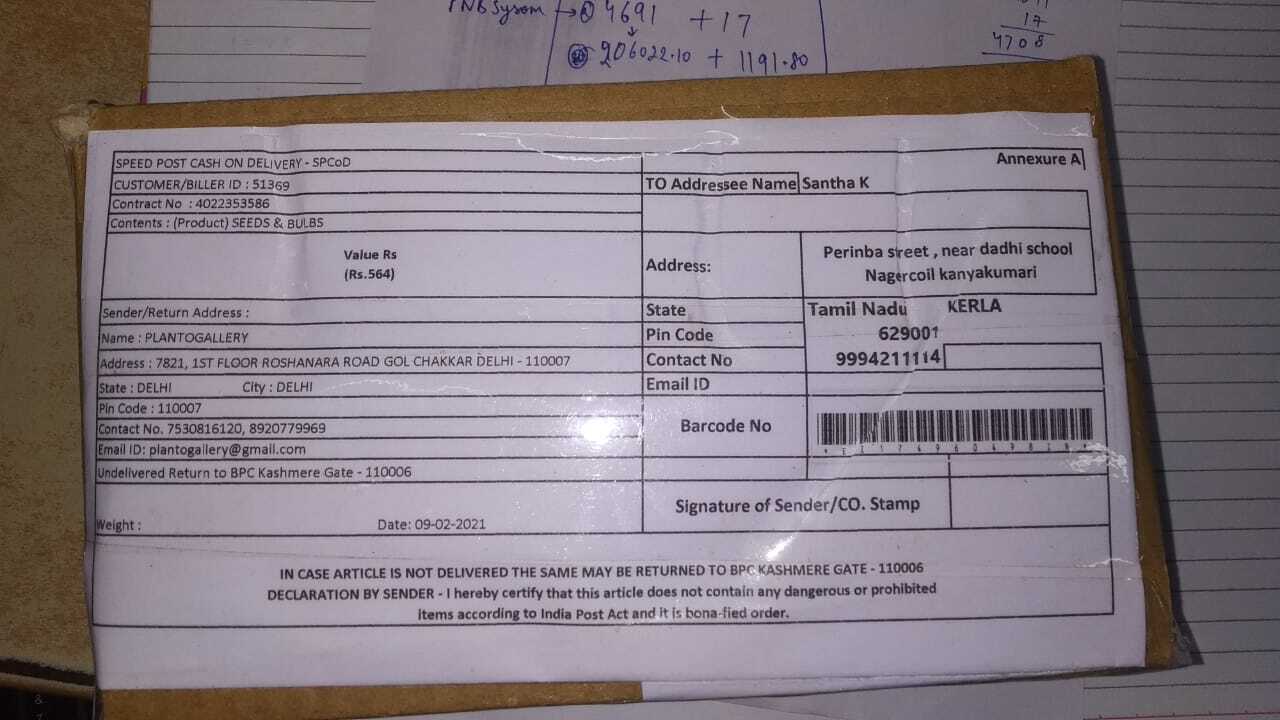 4691 + 17
206022.10 + 1191.80
17
4708
SPEED POST CASH ON DELIVERY - SPCoD
Annexure A
CUSTOMER/BILLER ID : 51369
TO Addressee Name Santha K
Contract No : 4022353586
Contents : (Product) SEEDS & BULBS
Value Rs
(Rs.564)
Address:
Perinba street , near dadhi school
Nagercoil kanyakumari
Sender/Return Address :
State Tamil Nadu KERLA
Name : PLANTOGALLERY
Pin Code 629001
Address : 7821, 1ST FLOOR ROSHANARA ROAD GOL CHAKKAR DELHI - 110007
Contact No 9994211114
State : DELHI City : DELHI
Email ID
Pin Code : 110007
Contact No. 7530816120, 8920779969
Barcode No
Email ID: plantogallery@gmail.com
Undelivered Return to BPC Kashmere Gate - 110006
Signature of Sender/CO. Stamp
Weight : Date: 09-02-2021
IN CASE ARTICLE IS NOT DELIVERED THE SAME MAY BE RETURNED TO BPC KASHMERE GATE - 110006
DECLARATION BY SENDER - I hereby certify that this article does not contain any dangerous or prohibited
items according to India Post Act and it is bona-fied order.